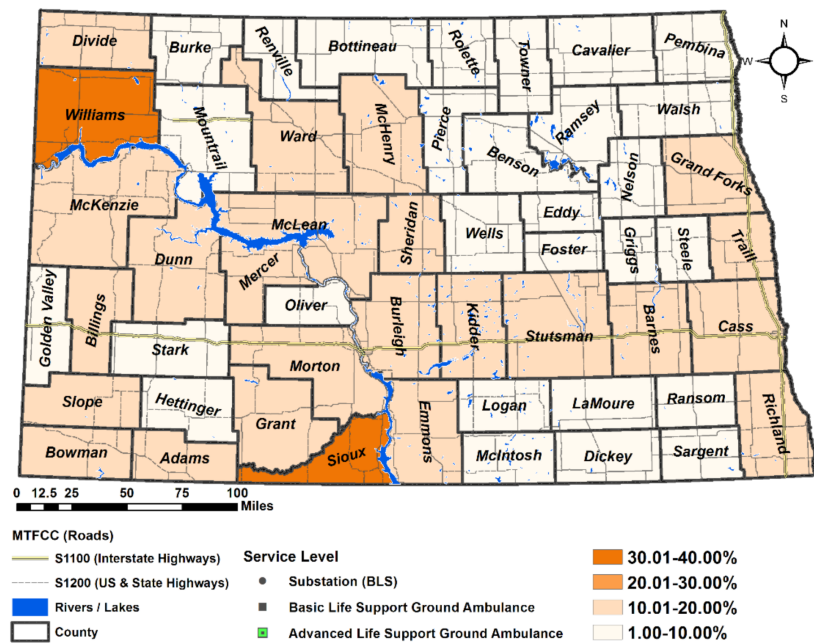 N
W E
S
Divide
Burke
Renville
Bottineau
Rolette
Towner
Cavalier
Pembina
Williams
Mountrail
Ward
McHenry
Pierce
Benson
Ramsey
Walsh
Nelson
Grand Forks
McKenzie
McLean
Sheridan
Wells
Eddy
Foster
Griggs
Steele
Traill
Dunn
Mercer
Oliver
Golden Valley
Billings
Stark
Burleigh
Kidder
Stutsman
Barnes
Cass
Morton
Slope
Hettinger
Grant
Emmons
Logan
LaMoure
Ransom
Richland
Bowman
Adams
Sioux
McIntosh
Dickey
Sargent
0 12.5 25 50 75 100
Miles
MTFCC (Roads)
S1100 (Interstate Highways)
S1200 (US & State Highways)
Rivers / Lakes
County
Service Level
Substation (BLS)
Basic Life Support Ground Ambulance
Advanced Life Support Ground Ambulance
30.01-40.00%
20.01-30.00%
10.01-20.00%
1.00-10.00%